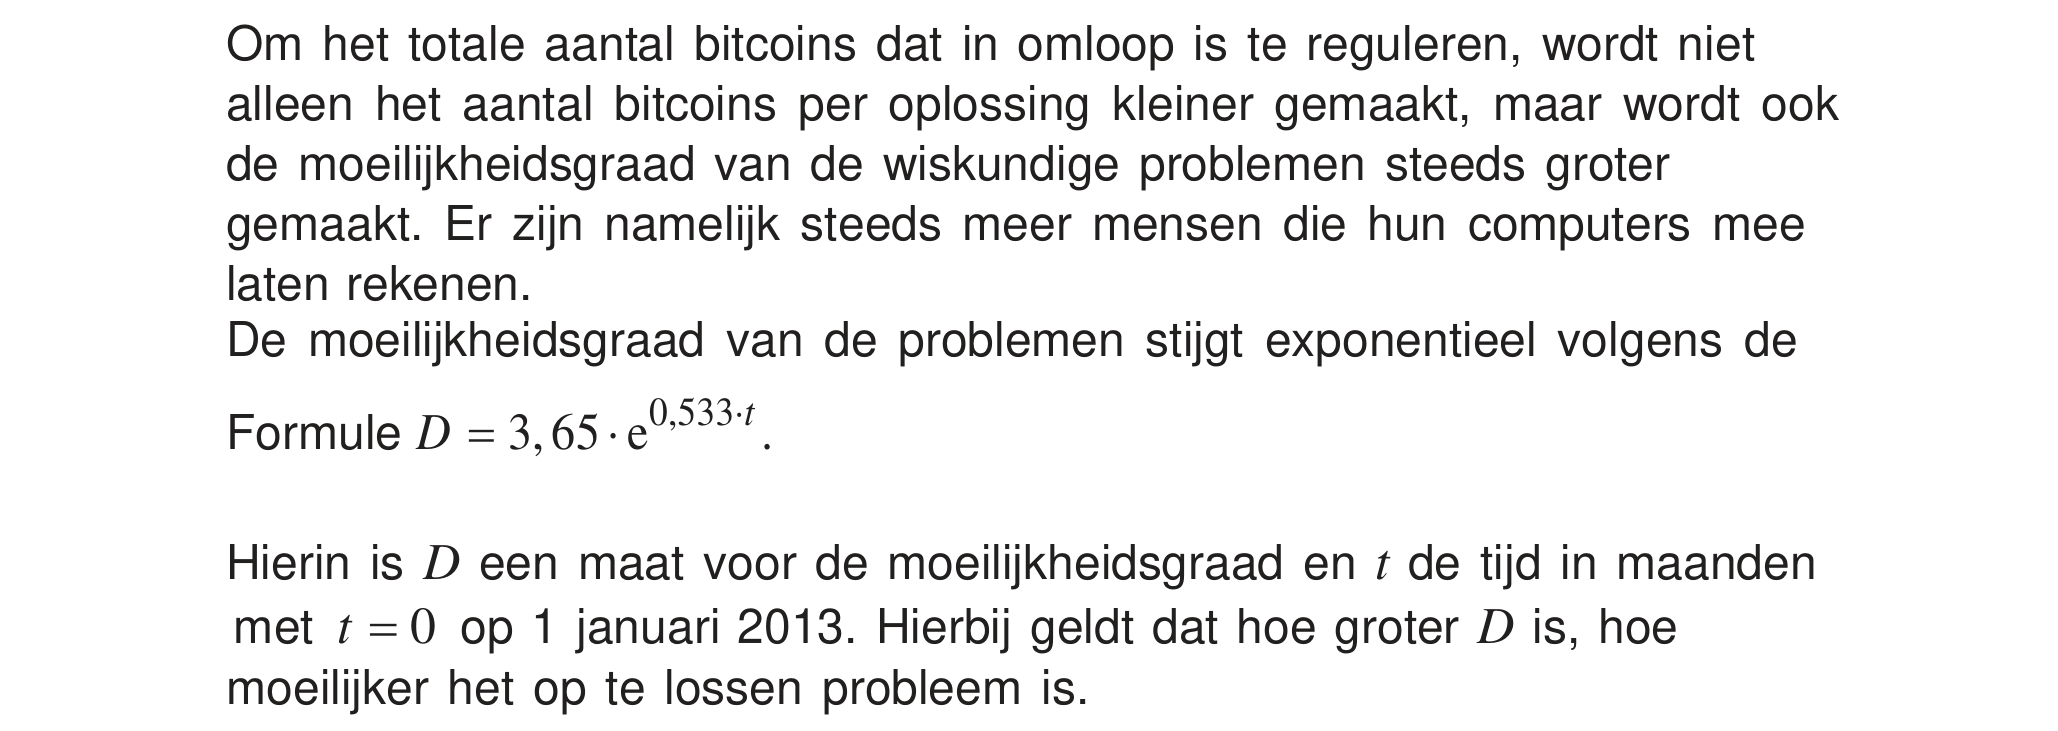 Om het totale aantal bitcoins dat in omloop is te reguleren, wordt niet
alleen het aantal bitcoins per oplossing kleiner gemaakt, maar wordt ook
de moeilijkheidsgraad van de wiskundige problemen steeds groter
gemaakt. Er zijn namelijk steeds meer mensen die hun computers mee
laten rekenen.
De moeilijkheidsgraad van de problemen stijgt exponentieel volgens de
Formule D = 3,65 · e^{0,533·t}.
Hierin is D een maat voor de moeilijkheidsgraad en t de tijd in maanden
met t = 0 op 1 januari 2013. Hierbij geldt dat hoe groter D is, hoe
moeilijker het op te lossen probleem is.